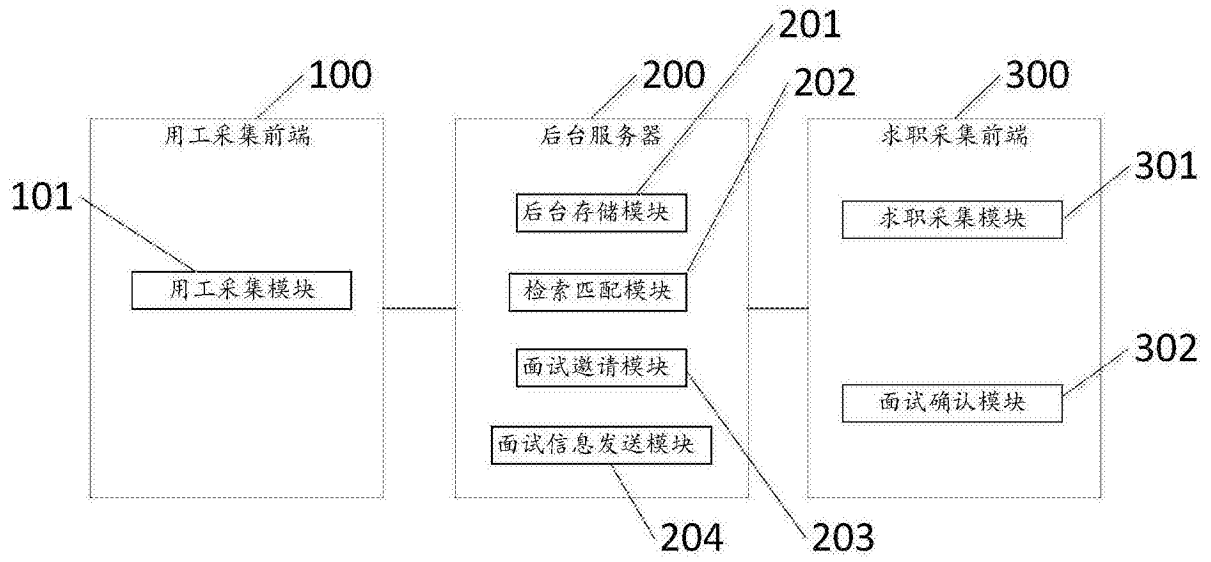 201
100
200
202
300
用工采集前端
后台服务器
求职采集前端
101
301
后台存储模块
求职采集模块
用工采集模块
检索匹配模块
302
面试邀请模块
面试确认模块
面试信息发送模块
204
203